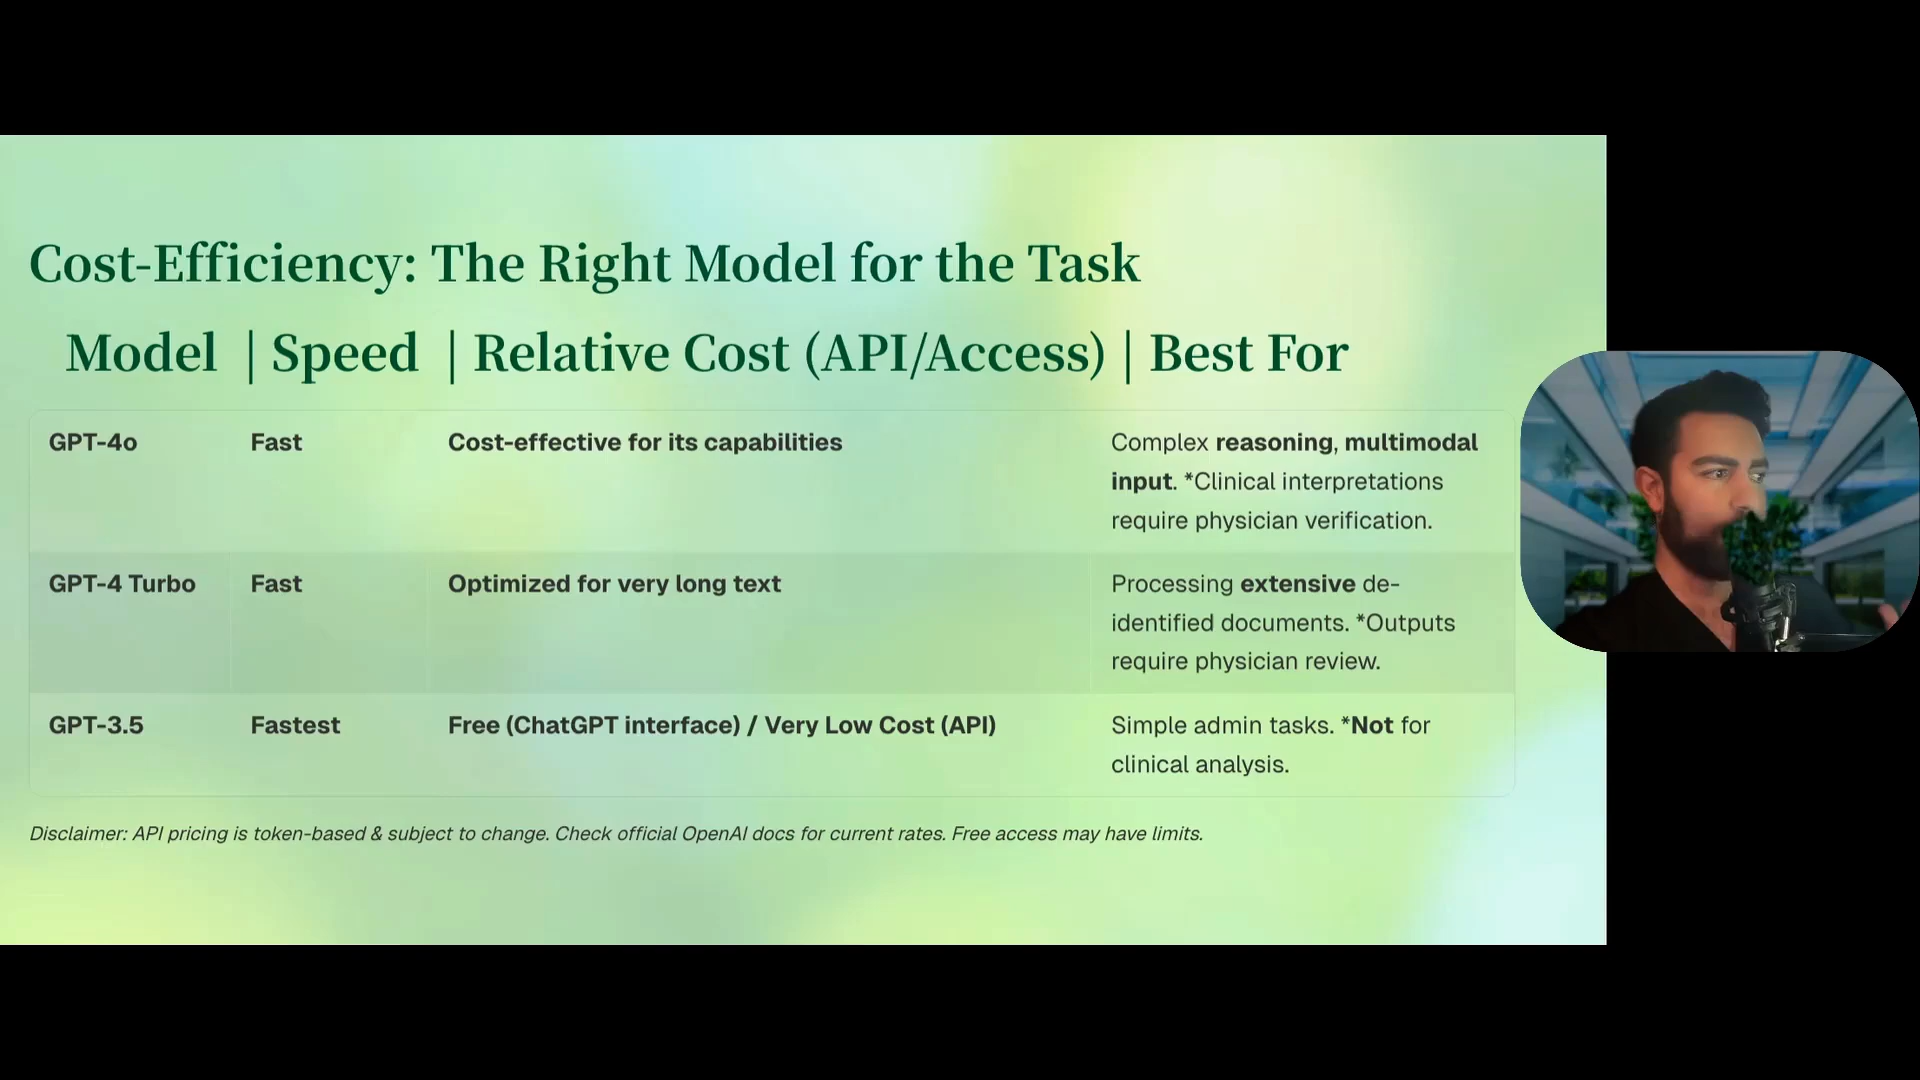 Cost-Efficiency: The Right Model for the Task
Model | Speed | Relative Cost (API/Access) | Best For
GPT-4o Fast Cost-effective for its capabilities Complex reasoning, multimodal
input. *Clinical interpretations
require physician verification.
GPT-4 Turbo Fast Optimized for very long text Processing extensive de-
identified documents. *Outputs
require physician review.
GPT-3.5 Fastest Free (ChatGPT interface) / Very Low Cost (API) Simple admin tasks. *Not for
clinical analysis.
Disclaimer: API pricing is token-based & subject to change. Check official OpenAI docs for current rates. Free access may have limits.